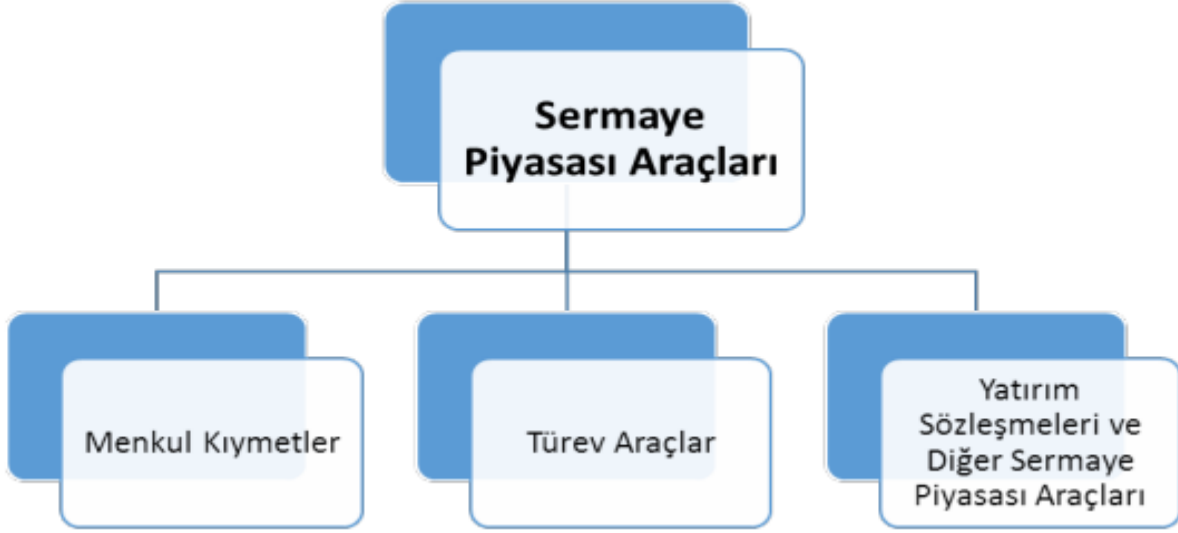 Sermaye
Piyasası Araçları
Menkul Kıymetler
Türev Araçlar
Yatırım
Sözleşmeleri ve
Diğer Sermaye
Piyasası Araçları